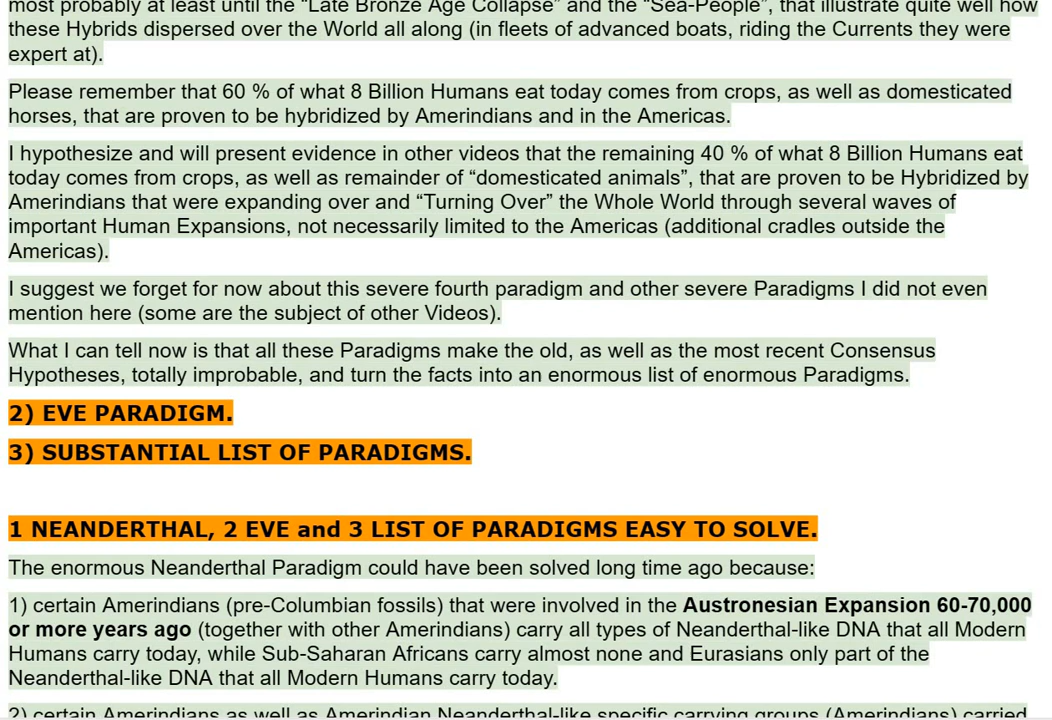 most probably at least until the “Late Bronze Age Collapse” and the “Sea-People”, that illustrate quite well how
these Hybrids dispersed over the World all along (in fleets of advanced boats, riding the Currents they were
expert at).
Please remember that 60 % of what 8 Billion Humans eat today comes from crops, as well as domesticated
horses, that are proven to be hybridized by Amerindians and in the Americas.
I hypothesize and will present evidence in other videos that the remaining 40 % of what 8 Billion Humans eat
today comes from crops, as well as remainder of “domesticated animals”, that are proven to be Hybridized by
Amerindians that were expanding over and “Turning Over” the Whole World through several waves of
important Human Expansions, not necessarily limited to the Americas (additional cradles outside the
Americas).
I suggest we forget for now about this severe fourth paradigm and other severe Paradigms I did not even
mention here (some are the subject of other Videos).
What I can tell now is that all these Paradigms make the old, as well as the most recent Consensus
Hypotheses, totally improbable, and turn the facts into an enormous list of enormous Paradigms.
2) EVE PARADIGM.
3) SUBSTANTIAL LIST OF PARADIGMS.
1 NEANDERTHAL, 2 EVE and 3 LIST OF PARADIGMS EASY TO SOLVE.
The enormous Neanderthal Paradigm could have been solved long time ago because:
1) certain Amerindians (pre-Columbian fossils) that were involved in the Austronesian Expansion 60-70,000
or more years ago (together with other Amerindians) carry all types of Neanderthal-like DNA that all Modern
Humans carry today, while Sub-Saharan Africans carry almost none and Eurasians only part of the
Neanderthal-like DNA that all Modern Humans carry today.
2) certain Amerindians as well as Amerindian Neanderthal-like specific carrying groups (Amerindians) carried